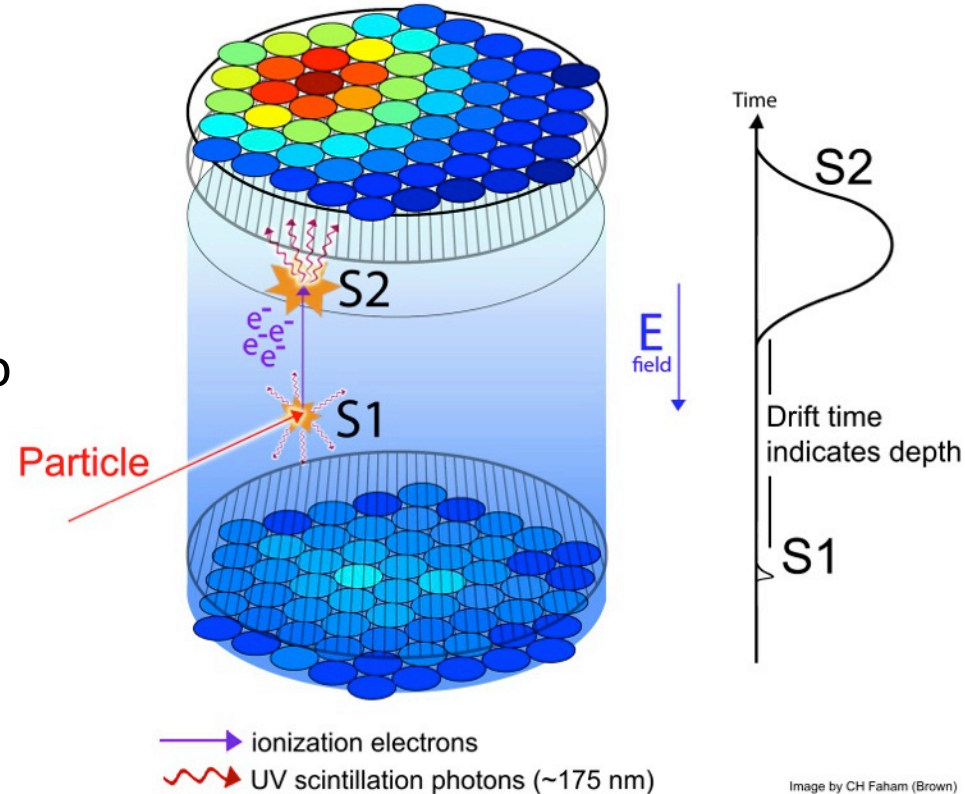 Time
S2
S2
e-
e-
e-
e-
e-
E
field
S1
Drift time
indicates depth
Particle
S1
ionization electrons
UV scintillation photons (~175 nm)
Image by CH Faham (Brown)